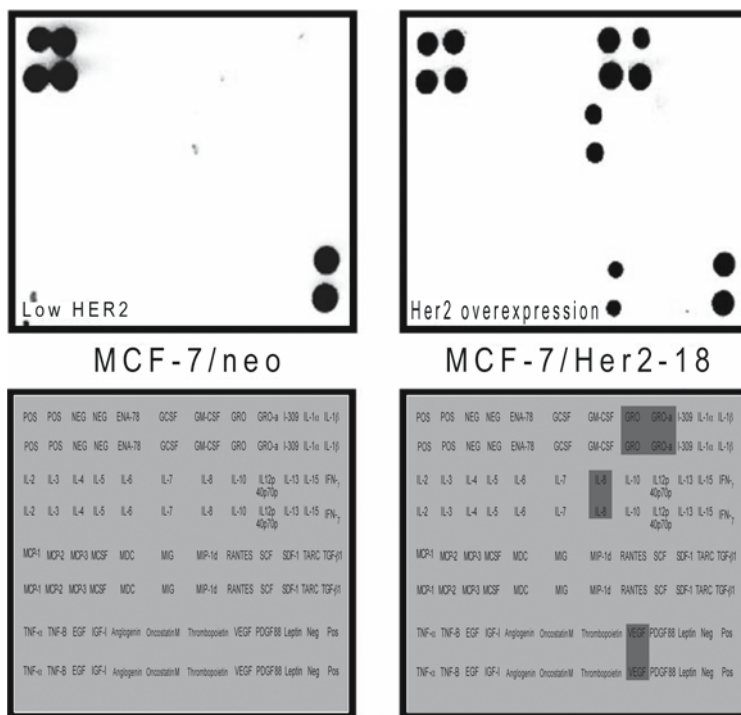 Low HER2
Her2 overexpression
MCF-7/neo
MCF-7/Her2-18
POS POS NEG NEG ENA-78 GCSF GM-CSF GRO GRO-a I-309 IL-1α IL-1β
POS POS NEG NEG ENA-78 GCSF GM-CSF GRO GRO-a I-309 IL-1α IL-1β
IL-2 IL-3 IL-4 IL-5 IL-6 IL-7 IL-8 IL-10 IL12p 40p70p IL-13 IL-15 IFN-γ
IL-2 IL-3 IL-4 IL-5 IL-6 IL-7 IL-8 IL-10 IL12p 40p70p IL-13 IL-15 IFN-γ
MCP-1 MCP-2 MCP-3 MCSF MDC MIG MIP-1d RANTES SCF SDF-1 TARC TGF-β1
MCP-1 MCP-2 MCP-3 MCSF MDC MIG MIP-1d RANTES SCF SDF-1 TARC TGF-β1
TNF-α TNF-B EGF IGF-I Angiogenin Oncostatin M Thrombopoietin VEGF PDGF BB Leptin Neg Pos
TNF-α TNF-B EGF IGF-I Angiogenin Oncostatin M Thrombopoietin VEGF PDGF BB Leptin Neg Pos
POS POS NEG NEG ENA-78 GCSF GM-CSF GRO GRO-a I-309 IL-1α IL-1β
POS POS NEG NEG ENA-78 GCSF GM-CSF GRO GRO-a I-309 IL-1α IL-1β
IL-2 IL-3 IL-4 IL-5 IL-6 IL-7 IL-8 IL-10 IL12p 40p70p IL-13 IL-15 IFN-γ
IL-2 IL-3 IL-4 IL-5 IL-6 IL-7 IL-8 IL-10 IL12p 40p70p IL-13 IL-15 IFN-γ
MCP-1 MCP-2 MCP-3 MCSF MDC MIG MIP-1d RANTES SCF SDF-1 TARC TGF-β1
MCP-1 MCP-2 MCP-3 MCSF MDC MIG MIP-1d RANTES SCF SDF-1 TARC TGF-β1
TNF-α TNF-B EGF IGF-I Angiogenin Oncostatin M Thrombopoietin VEGF PDGF BB Leptin Neg Pos
TNF-α TNF-B EGF IGF-I Angiogenin Oncostatin M Thrombopoietin VEGF PDGF BB Leptin Neg Pos